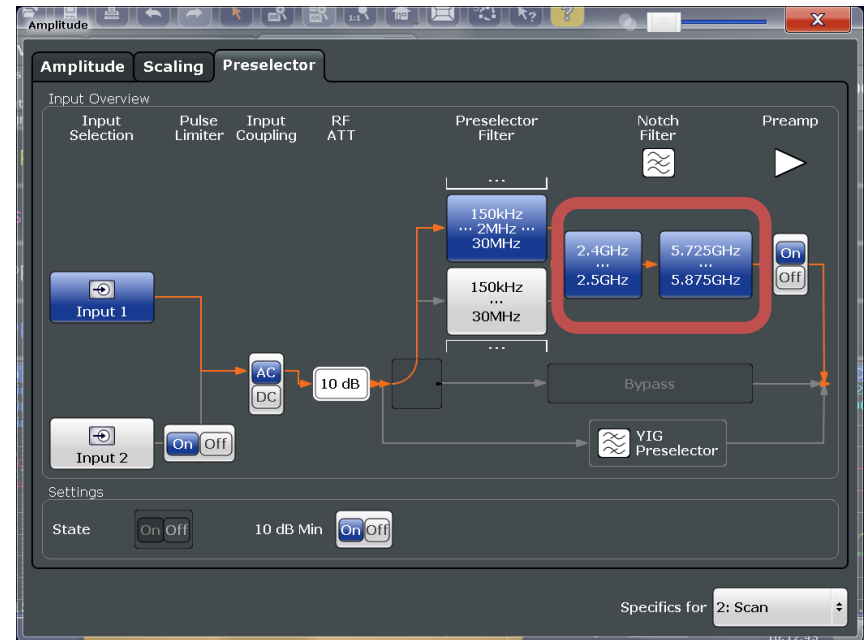 Amplitude
X
Amplitude Scaling Preselector
Input Overview
Input Selection
Pulse Limiter
Input Coupling
RF ATT
Preselector Filter
Notch Filter
Preamp
...
150kHz
... 2MHz ...
30MHz
2.4GHz
...
2.5GHz
5.725GHz
...
5.875GHz
On
Off
150kHz
...
30MHz
...
Input 1
AC
DC
10 dB
Bypass
Input 2
On Off
YIG
Preselector
Settings
State
On Off
10 dB Min
On Off
Specifics for 2: Scan